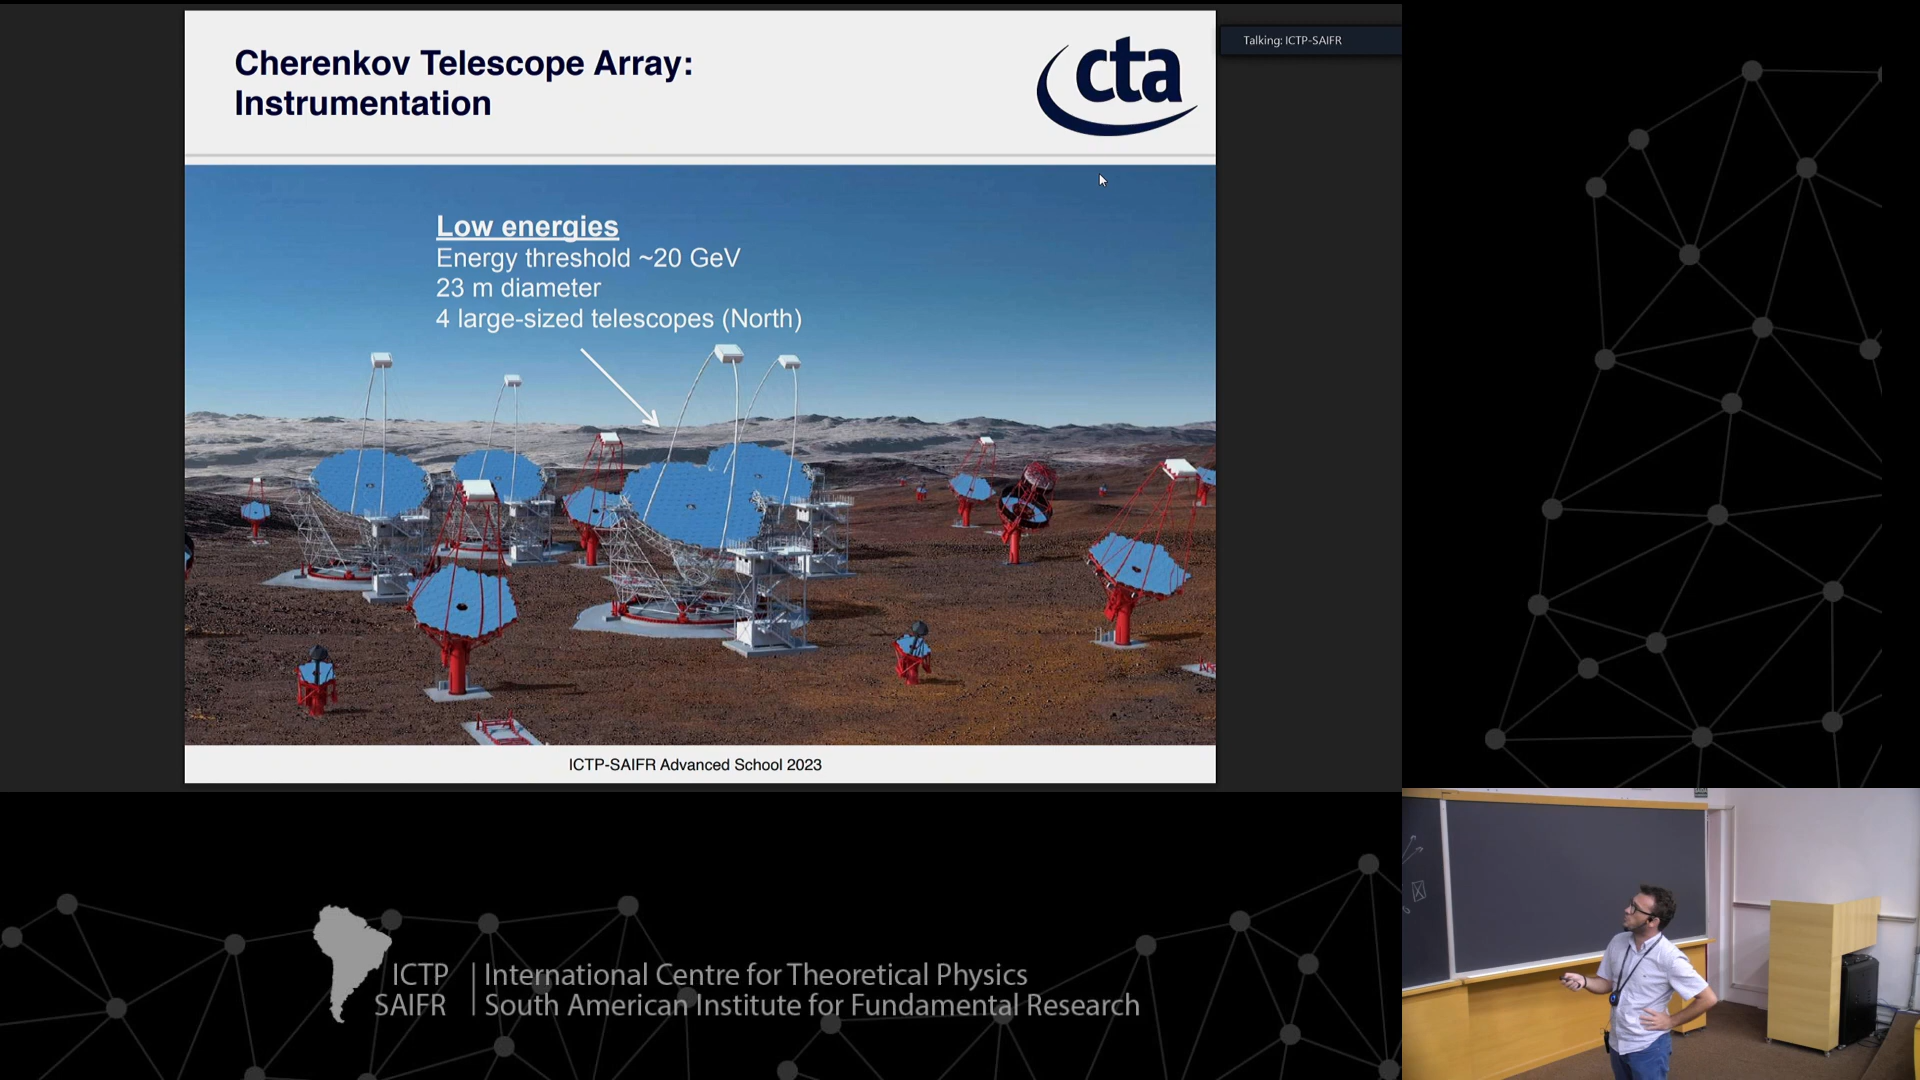 Cherenkov Telescope Array:
Instrumentation
cta
Talking: ICTP-SAIFR
Low energies
Energy threshold ~20 GeV
23 m diameter
4 large-sized telescopes (North)
ICTP-SAIFR Advanced School 2023
ICTP
SAIFR
International Centre for Theoretical Physics
South American Institute for Fundamental Research